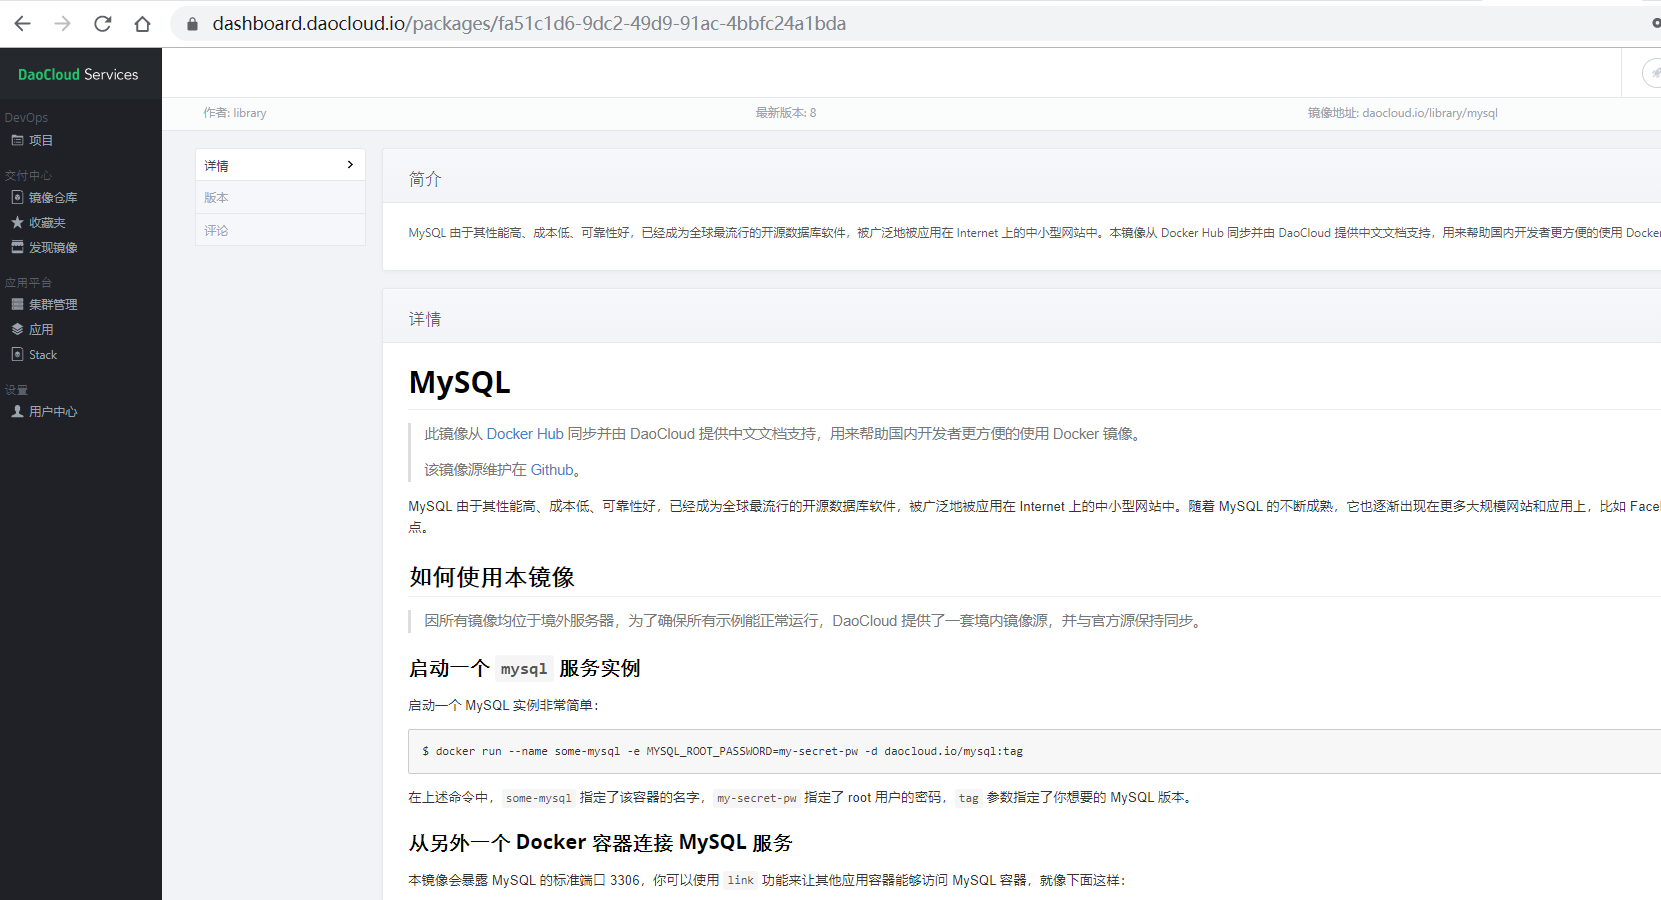 dashboard.daocloud.io/packages/fa51c1d6-9dc2-49d9-91ac-4bbfc24a1bda
DaoCloud Services
DevOps
项目
交付中心
镜像仓库
收藏夹
发现镜像
应用平台
集群管理
应用
Stack
设置
用户中心
作者: library
最新版本: 8
镜像地址: daocloud.io/library/mysql
详情
版本
评论
简介
MySQL 由于其性能高、成本低、可靠性好，已经成为全球最流行的开源数据库软件，被广泛地被应用在 Internet 上的中小型网站中。本镜像从 Docker Hub 同步并由 DaoCloud 提供中文文档支持，用来帮助国内开发者更方便的使用 Docker
详情
MySQL
此镜像从 Docker Hub 同步并由 DaoCloud 提供中文文档支持，用来帮助国内开发者更方便的使用 Docker 镜像。
该镜像源维护在 Github。
MySQL 由于其性能高、成本低、可靠性好，已经成为全球最流行的开源数据库软件，被广泛地被应用在 Internet 上的中小型网站中。随着 MySQL 的不断成熟，它也逐渐出现在更多大规模网站和应用上，比如
点。
如何使用本镜像
因所有镜像均位于境外服务器，为了确保所有示例能正常运行，DaoCloud 提供了一套境内镜像源，并与官方源保持同步。
启动一个 mysql 服务实例
启动一个 MySQL 实例非常简单：
$ docker run --name some-mysql -e MYSQL_ROOT_PASSWORD=my-secret-pw -d daocloud.io/mysql:tag
在上述命令中，some-mysql 指定了该容器的名字，my-secret-pw 指定了 root 用户的密码，tag 参数指定了你想要的 MySQL 版本。
从另外一个 Docker 容器连接 MySQL 服务
本镜像会暴露 MySQL 的标准端口 3306，你可以使用 link 功能来让其他应用容器能够访问 MySQL 容器，就像下面这样：